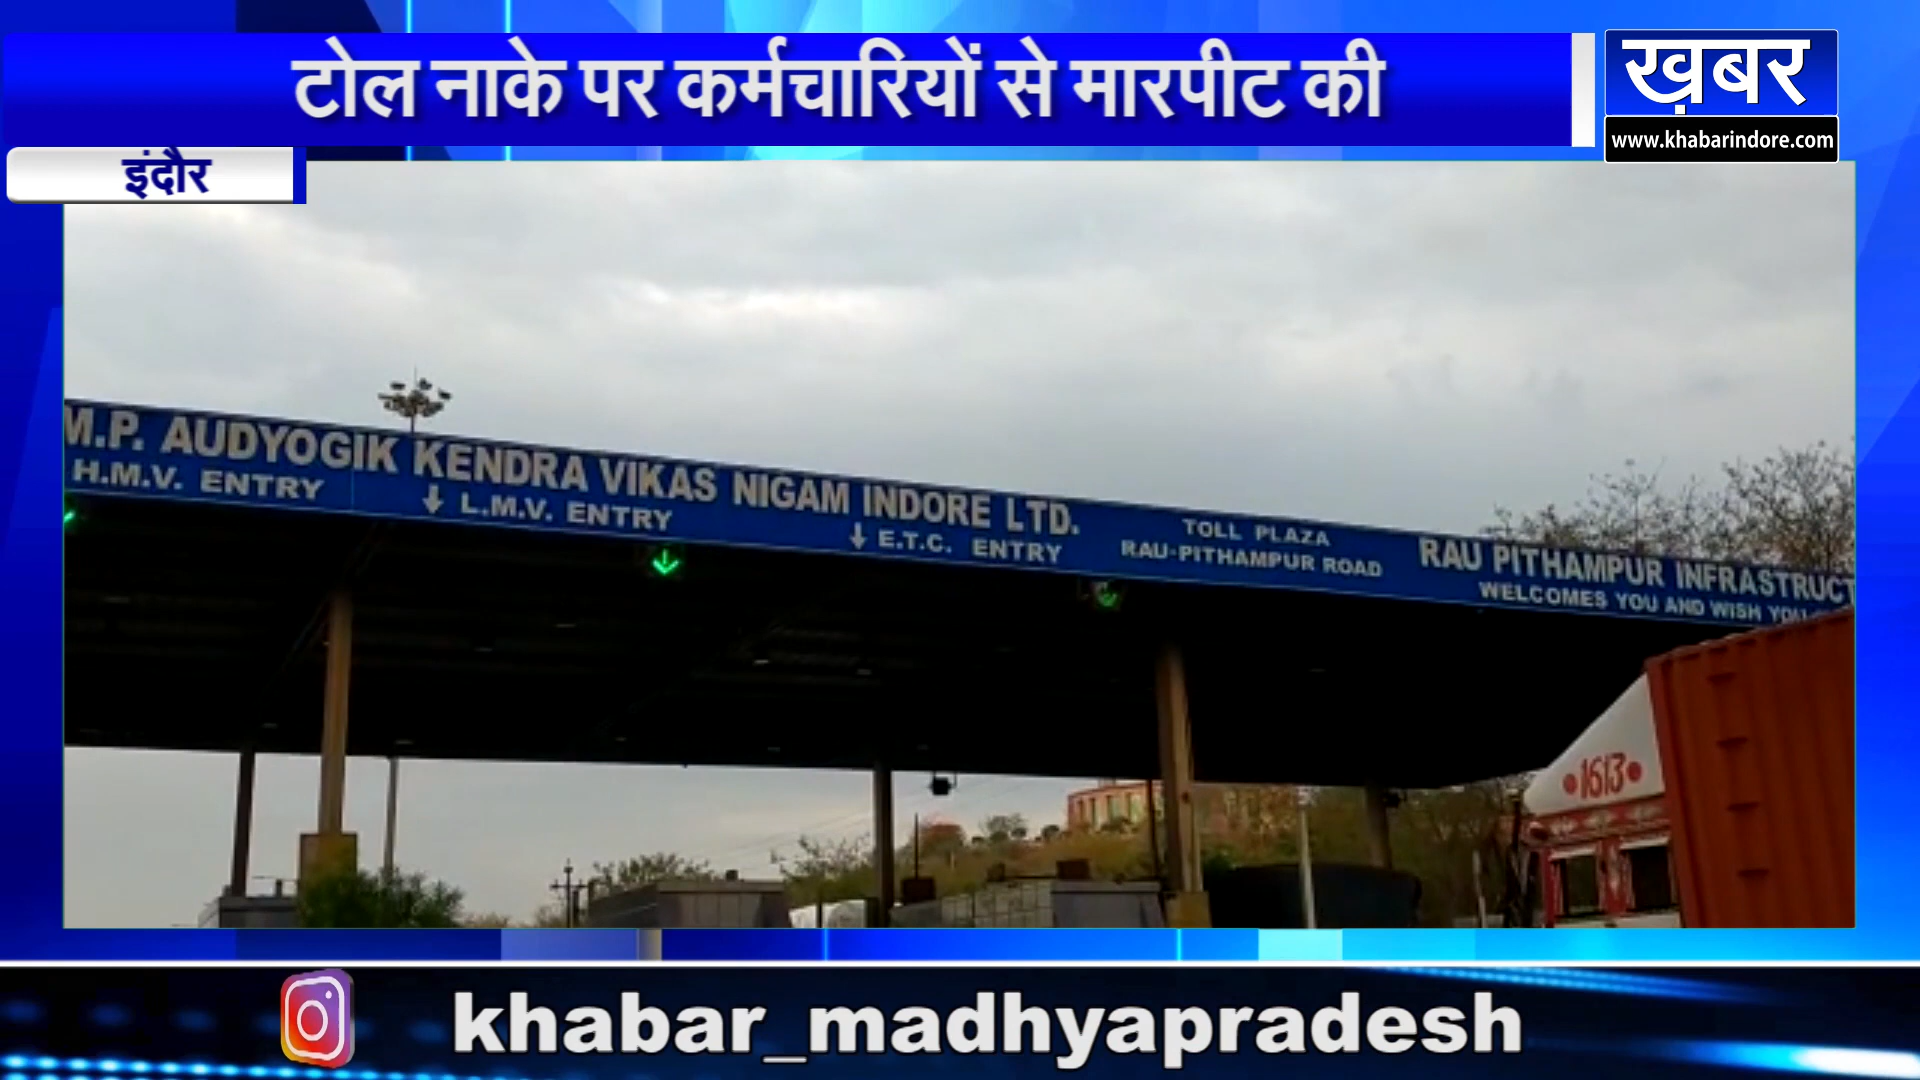 टोल नाके पर कर्मचारियों से मारपीट की
ख़बर
www.khabarindore.com
इंदौर
M.P. AUDYOGIK KENDRA VIKAS NIGAM INDORE LTD.
H.M.V. ENTRY
↓ L.M.V. ENTRY
↓ E.T.C. ENTRY
TOLL PLAZA
RAU-PITHAMPUR ROAD
RAU PITHAMPUR INFRASTRUCT
WELCOMES YOU AND WISH YOU
•1613•
khabar_madhyapradesh